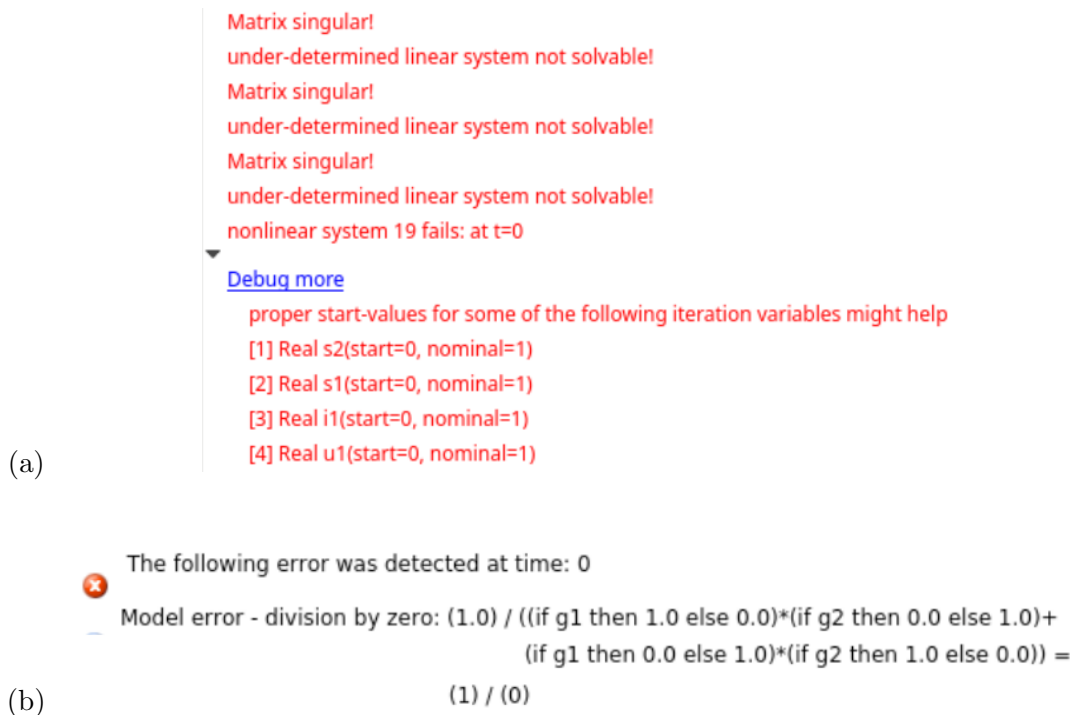 Matrix singular!
under-determined linear system not solvable!
Matrix singular!
under-determined linear system not solvable!
Matrix singular!
under-determined linear system not solvable!
nonlinear system 19 fails: at t=0
Debug more
proper start-values for some of the following iteration variables might help
[1] Real s2(start=0, nominal=1)
[2] Real s1(start=0, nominal=1)
[3] Real i1(start=0, nominal=1)
[4] Real u1(start=0, nominal=1)
(a)
The following error was detected at time: 0
Model error - division by zero: (1.0) / ((if g1 then 1.0 else 0.0)*(if g2 then 0.0 else 1.0)+
(if g1 then 0.0 else 1.0)*(if g2 then 1.0 else 0.0)) =
(1) / (0)
(b)